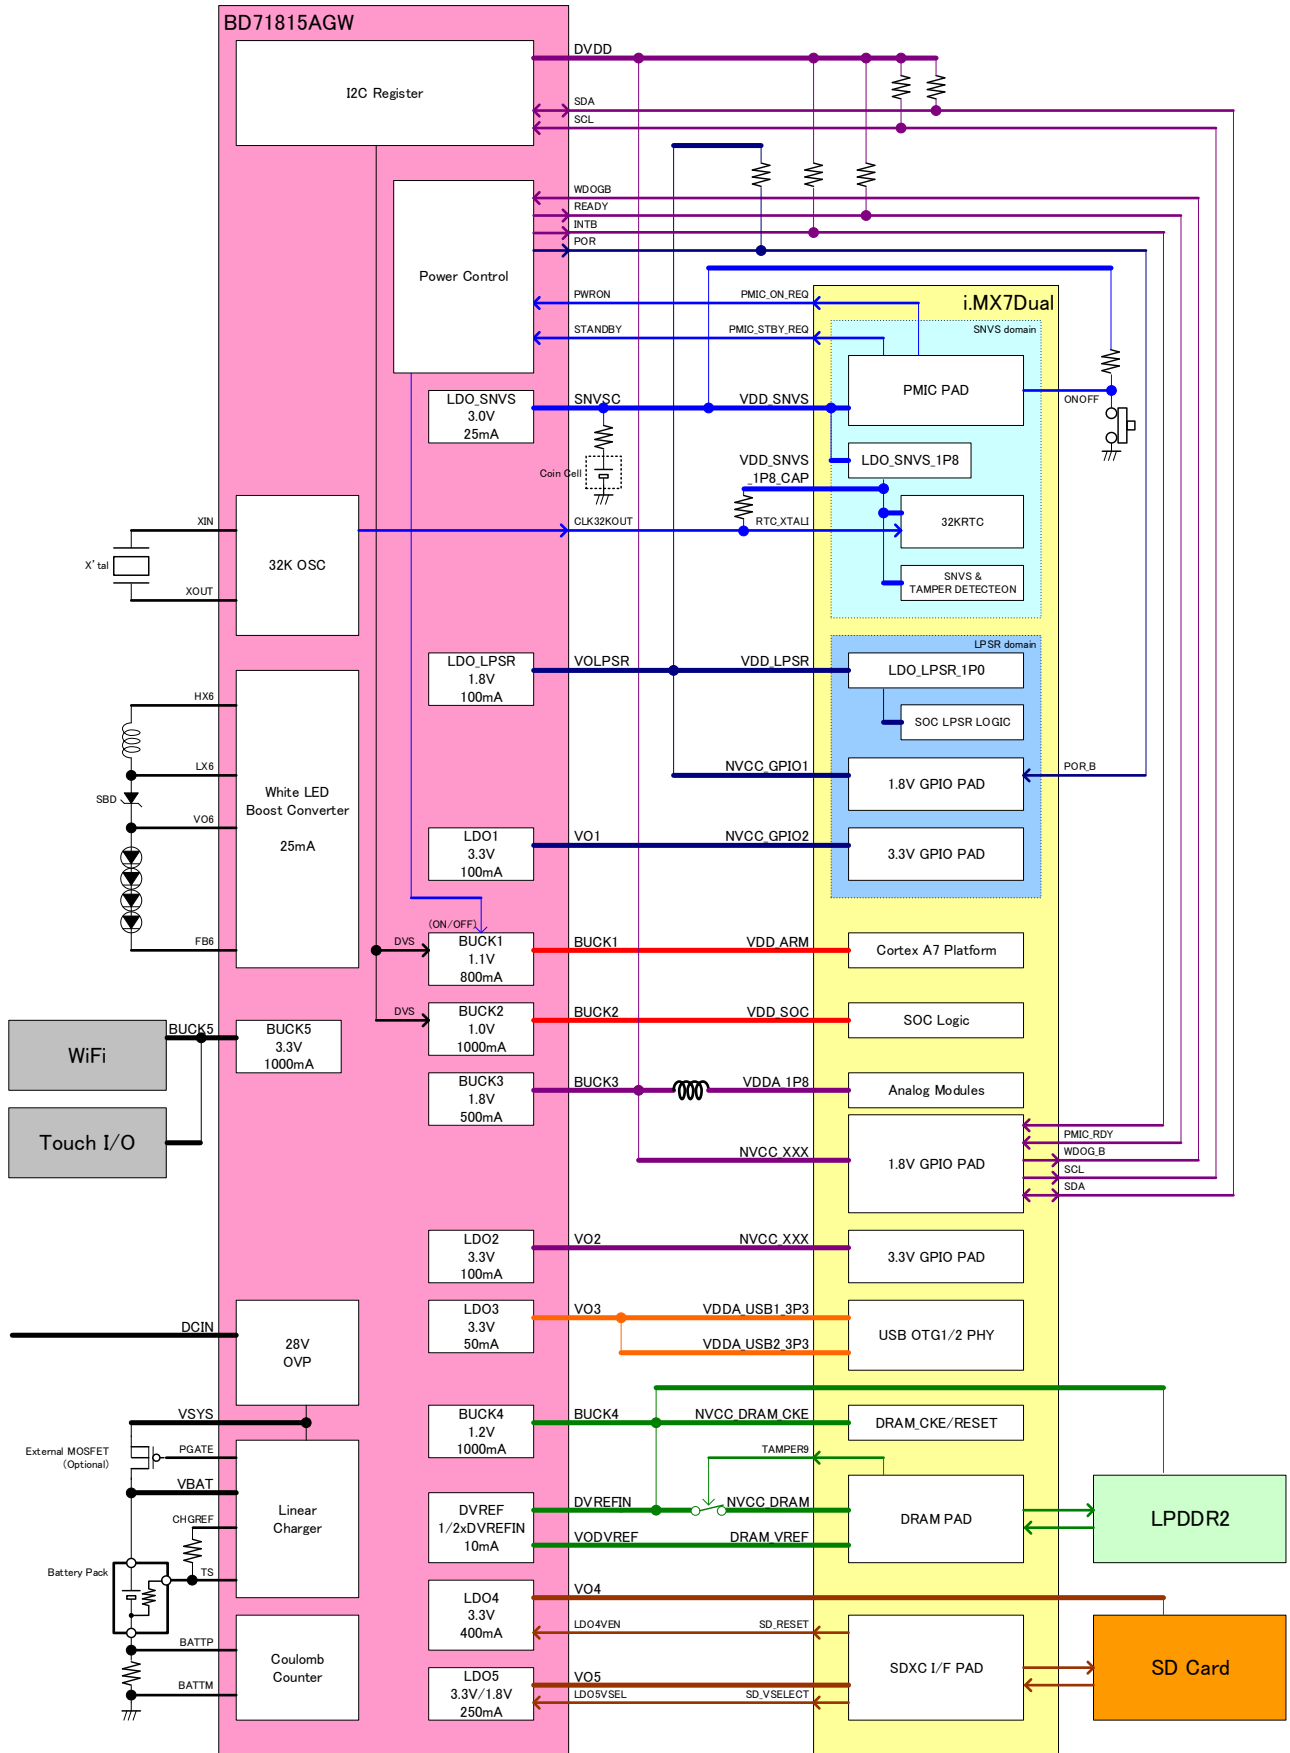 BD71815AGW
DVDD
I2C Register
SDA
SCL
WDOGB
READY
INTB
POR
Power Control
i.MX7Dual
PWRON
PMIC_ON_REQ
SNVS domain
STANDBY
PMIC_STBY_REQ
PMIC PAD
ONOFF
LDO_SNVS
3.0V
25mA
SNVSC
VDD_SNVS
LDO_SNVS_1P8
VDD_SNVS
_1P8_CAP
Coin Cell
XIN
X'tal
XOUT
32K OSC
CLK32KOUT
RTC_XTALI
32KRTC
SNVS &
TAMPER DETECTEON
LPSR domain
LDO_LPSR
1.8V
100mA
VOLPSR
VDD_LPSR
LDO_LPSR_1P0
SOC LPSR LOGIC
HX6
LX6
SBD
VO6
FB6
White LED
Boost Converter
25mA
NVCC_GPIO1
1.8V GPIO PAD
POR_B
LDO1
3.3V
100mA
VO1
NVCC_GPIO2
3.3V GPIO PAD
(ON/OFF)
DVS
BUCK1
1.1V
800mA
BUCK1
VDD_ARM
Cortex A7 Platform
DVS
BUCK2
1.0V
1000mA
BUCK2
VDD_SOC
SOC Logic
WiFi
BUCK5
BUCK5
3.3V
1000mA
Touch I/O
BUCK3
1.8V
500mA
BUCK3
VDDA_1P8
Analog Modules
NVCC_XXX
1.8V GPIO PAD
PMIC_RDY
WDOG_B
SCL
SDA
LDO2
3.3V
100mA
VO2
NVCC_XXX
3.3V GPIO PAD
DCIN
28V
OVP
LDO3
3.3V
50mA
VO3
VDDA_USB1_3P3
VDDA_USB2_3P3
USB OTG1/2 PHY
VSYS
External MOSFET
(Optional)
PGATE
VBAT
CHGREF
TS
Battery Pack
Linear
Charger
BUCK4
1.2V
1000mA
BUCK4
NVCC_DRAM_CKE
DRAM_CKE/RESET
TAMPER9
DVREF
1/2xDVREFIN
10mA
DVREFIN
NVCC_DRAM
VODVREF
DRAM_VREF
DRAM PAD
LPDDR2
BATTP
BATTM
Coulomb
Counter
LDO4
3.3V
400mA
VO4
LDO4VEN
SD_RESET
LDO5
3.3V/1.8V
250mA
VO5
LDO5VSEL
SD_VSELECT
SDXC I/F PAD
SD Card